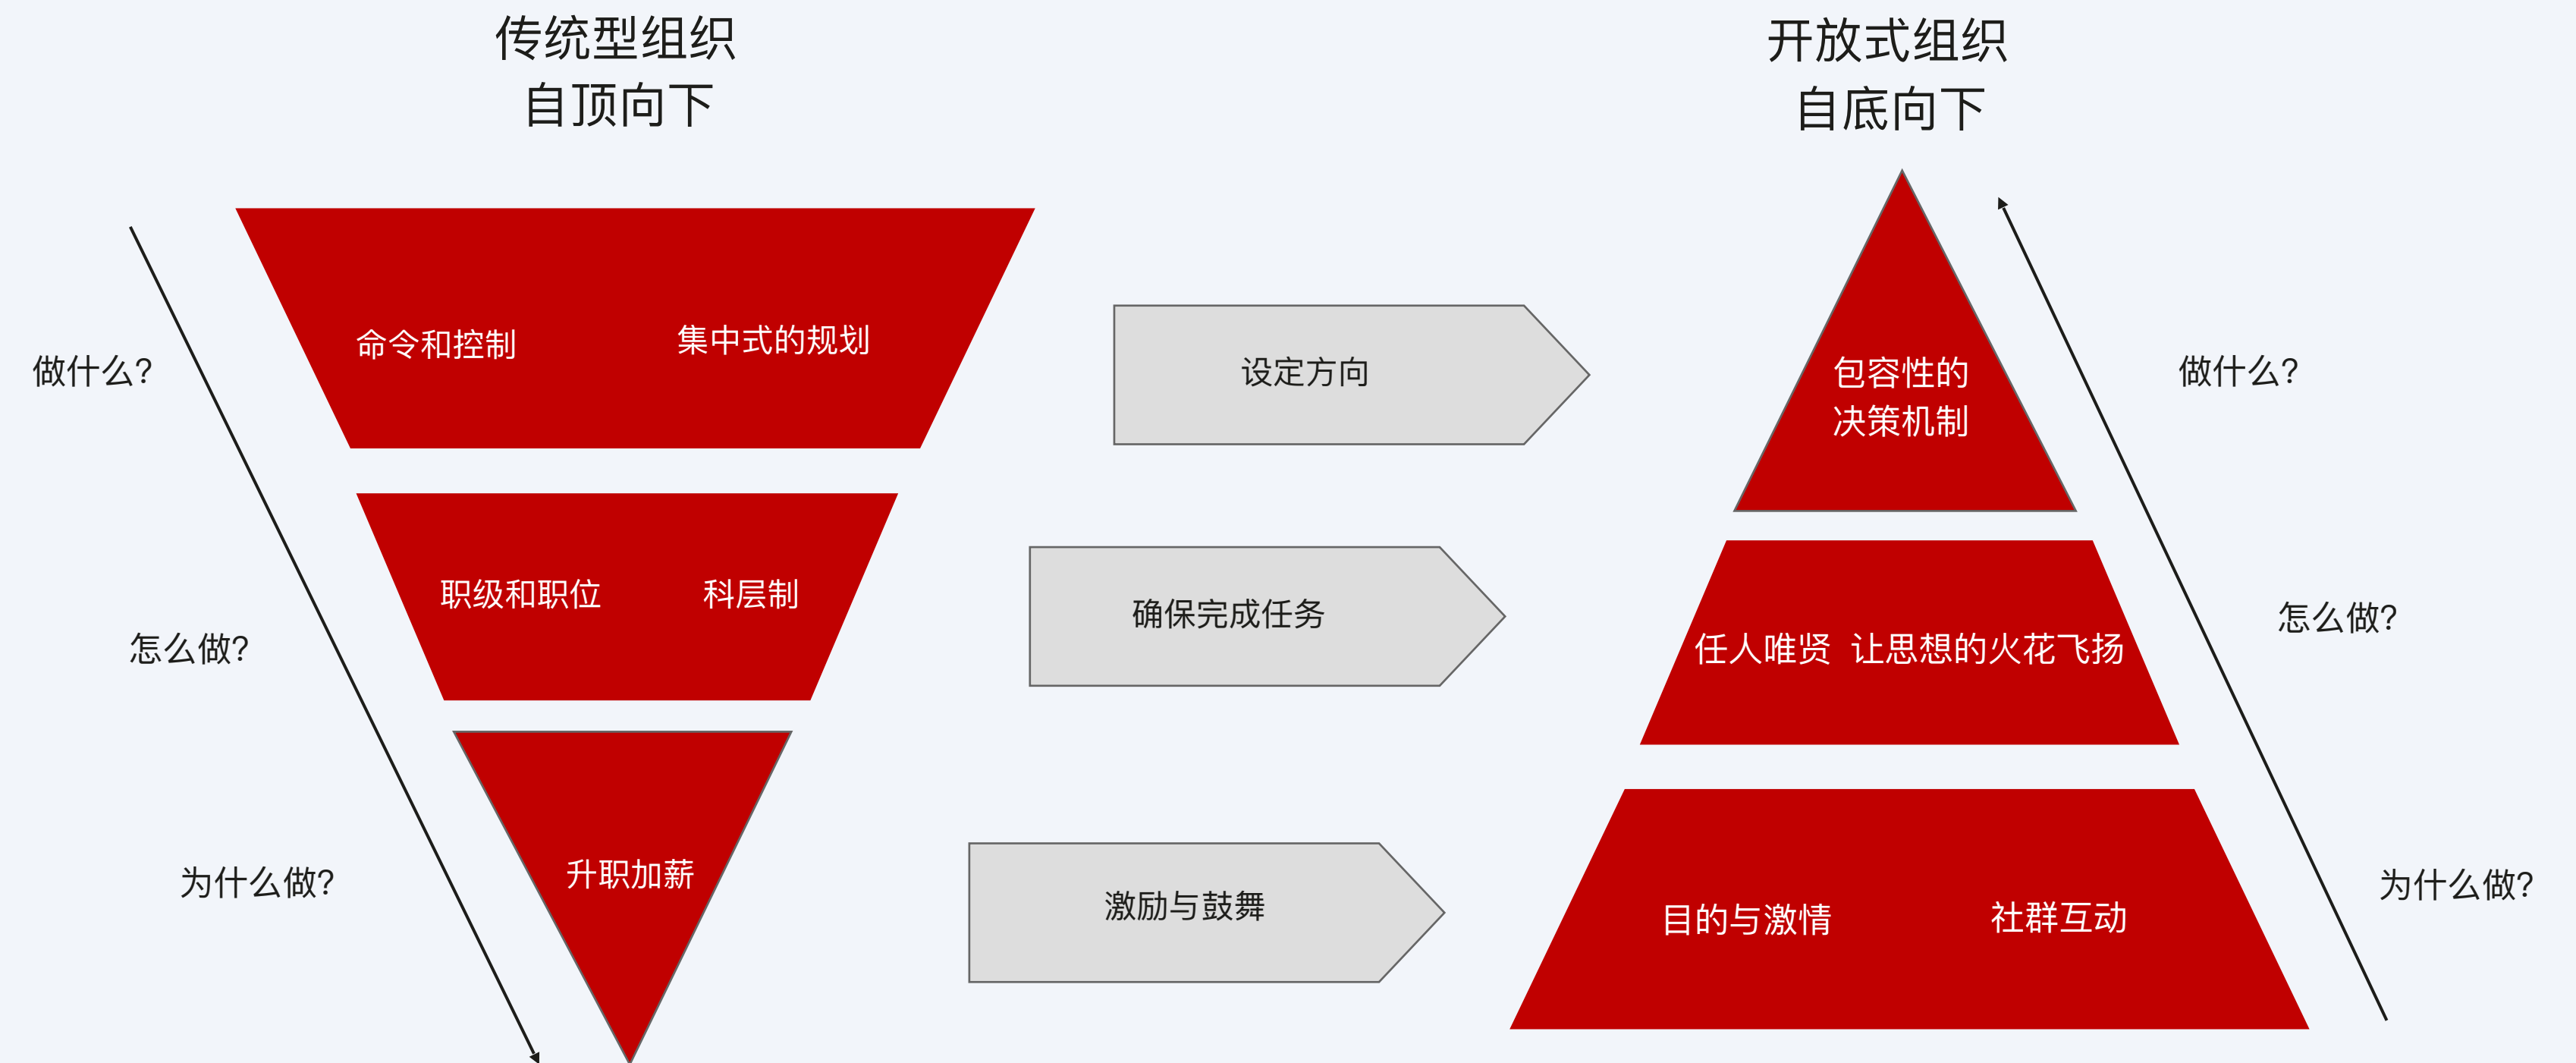 传统型组织
自顶向下
开放式组织
自底向下
做什么?
命令和控制
集中式的规划
设定方向
包容性的
决策机制
做什么?
怎么做?
职级和职位
科层制
确保完成任务
任人唯贤 让思想的火花飞扬
怎么做?
为什么做?
升职加薪
激励与鼓舞
目的与激情
社群互动
为什么做?